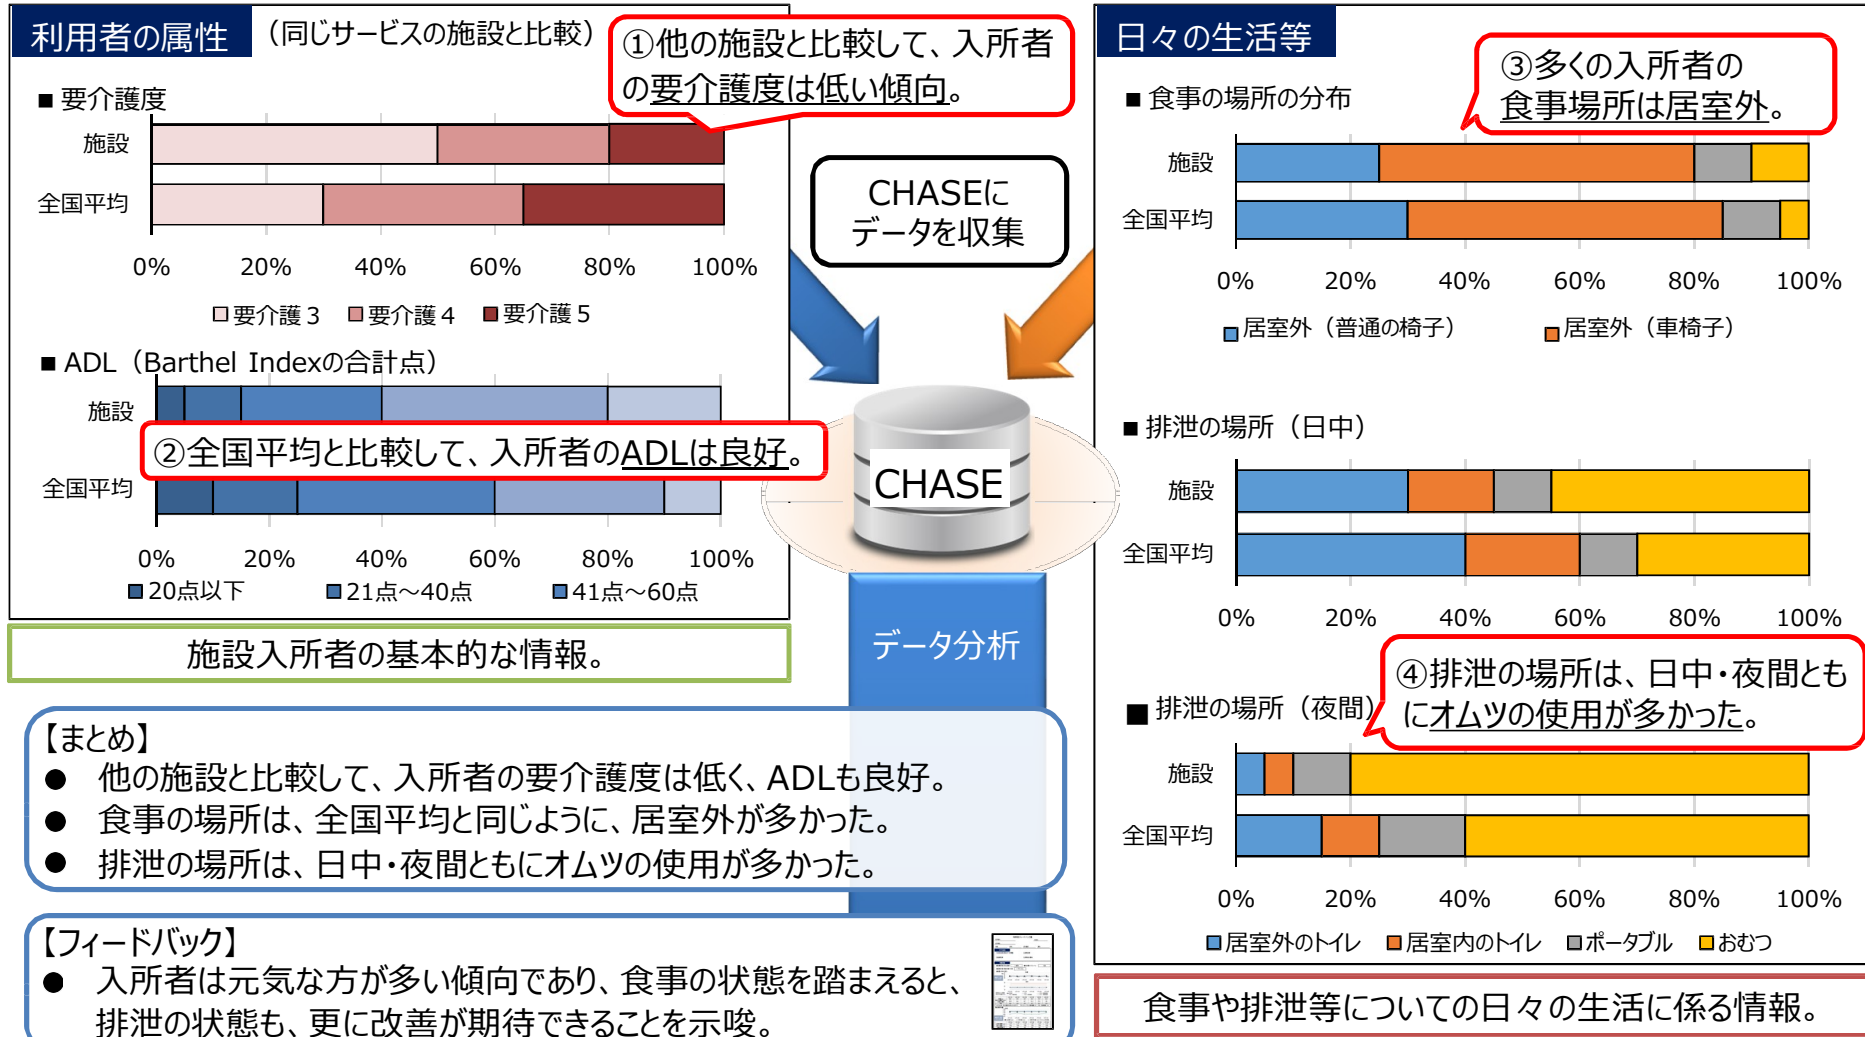 利用者の属性
（同じサービスの施設と比較）
①他の施設と比較して、入所者
の要介護度は低い傾向。
■ 要介護度
施設
全国平均
0% 20% 40% 60% 80% 100%
要介護３ 要介護４ 要介護５
■ ADL（Barthel Indexの合計点）
施設
②全国平均と比較して、入所者のADLは良好。
全国平均
0% 20% 40% 60% 80% 100%
20点以下 21点～40点 41点～60点
施設入所者の基本的な情報。
CHASEに
データを収集
CHASE
データ分析
日々の生活等
③多くの入所者の
食事場所は居室外。
■ 食事の場所の分布
施設
全国平均
0% 20% 40% 60% 80% 100%
居室外（普通の椅子） 居室外（車椅子）
■ 排泄の場所（日中）
施設
全国平均
0% 20% 40% 60% 80% 100%
④排泄の場所は、日中・夜間とも
にオムツの使用が多かった。
■ 排泄の場所（夜間）
施設
全国平均
0% 20% 40% 60% 80% 100%
居室外のトイレ 居室内のトイレ ポータブル おむつ
食事や排泄等についての日々の生活に係る情報。
【まとめ】
● 他の施設と比較して、入所者の要介護度は低く、ADLも良好。
● 食事の場所は、全国平均と同じように、居室外が多かった。
● 排泄の場所は、日中・夜間ともにオムツの使用が多かった。
【フィードバック】
● 入所者は元気な方が多い傾向であり、食事の状態を踏まえると、
排泄の状態も、更に改善が期待できることを示唆。